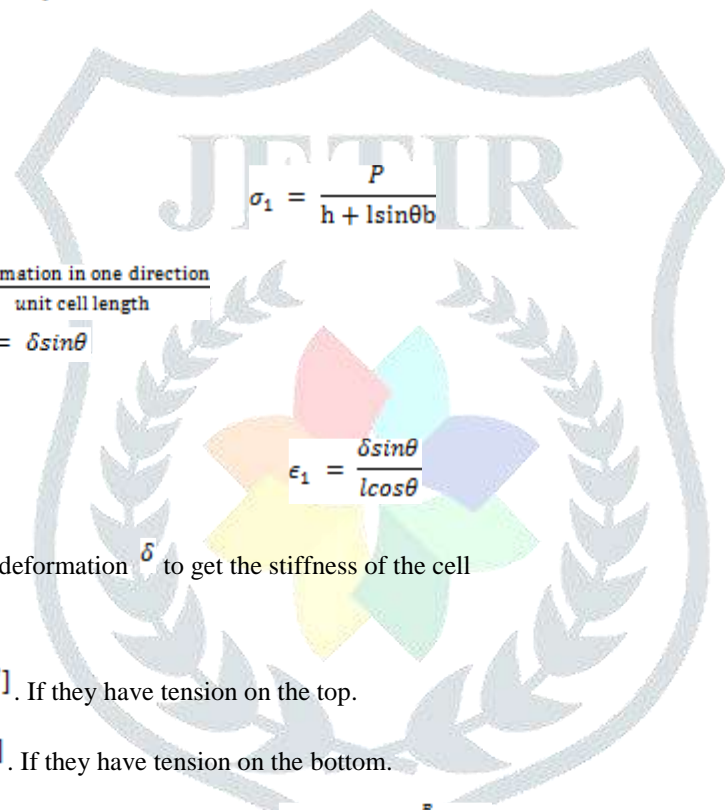 JETIR
σ₁ = P / h + lsinθb
mation in one direction
unit cell length
= δsinθ
ϵ₁ = δsinθ / lcosθ
deformation δ to get the stiffness of the cell
]. If they have tension on the top.
]. If they have tension on the bottom.